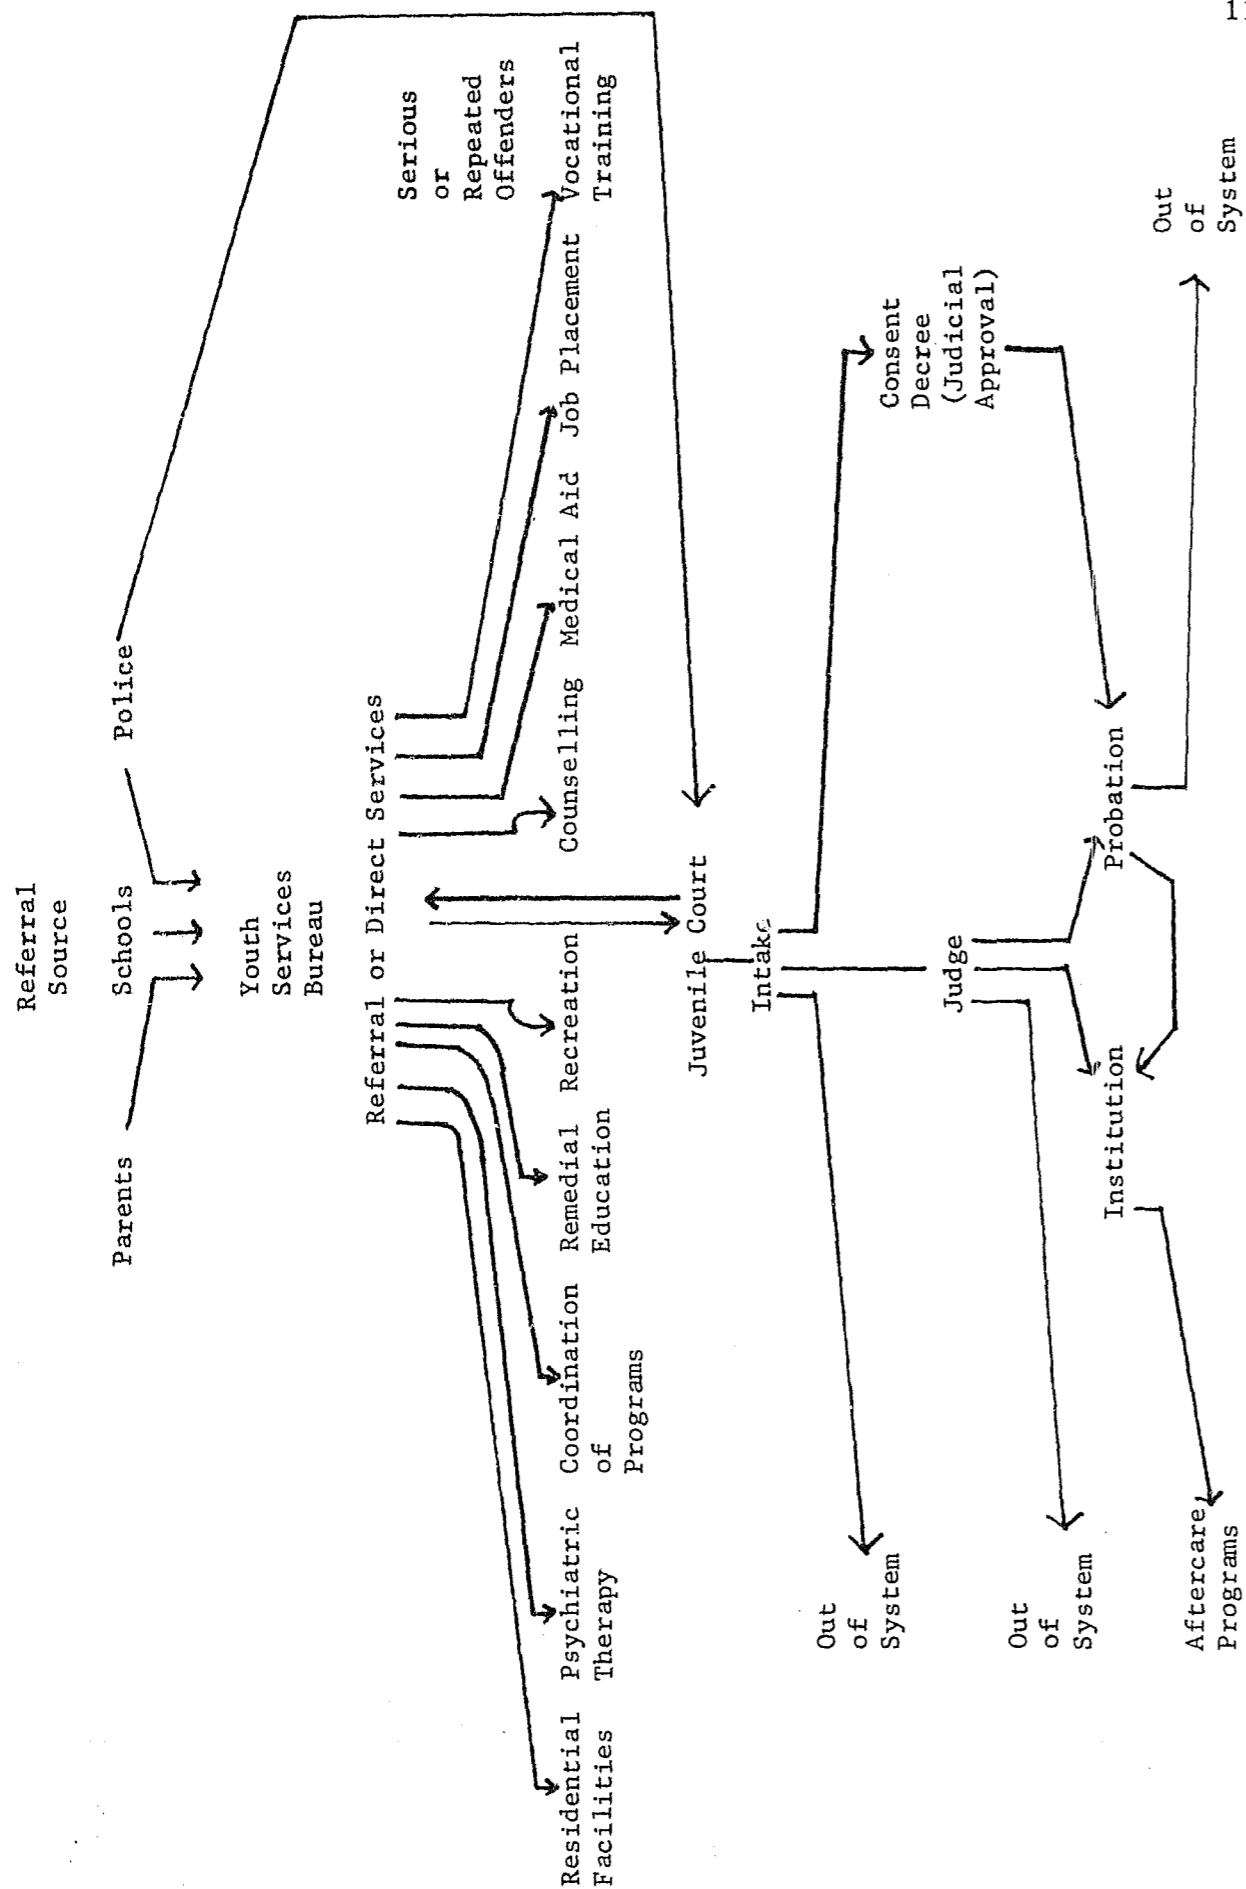 11
Referral
Source
Parents
Schools
Police
Youth
Services
Bureau
Referral or Direct Services
Serious
or
Repeated
Offenders
Residential
Facilities
Psychiatric
Therapy
Coordination
of
Programs
Remedial
Education
Recreation
Counselling
Medical Aid
Job Placement
Vocational
Training
Juvenile Court
Intake
Out
of
System
Consent
Decree
(Judicial
Approval)
Judge
Out
of
System
Institution
Probation
Aftercare
Programs
Out
of
System